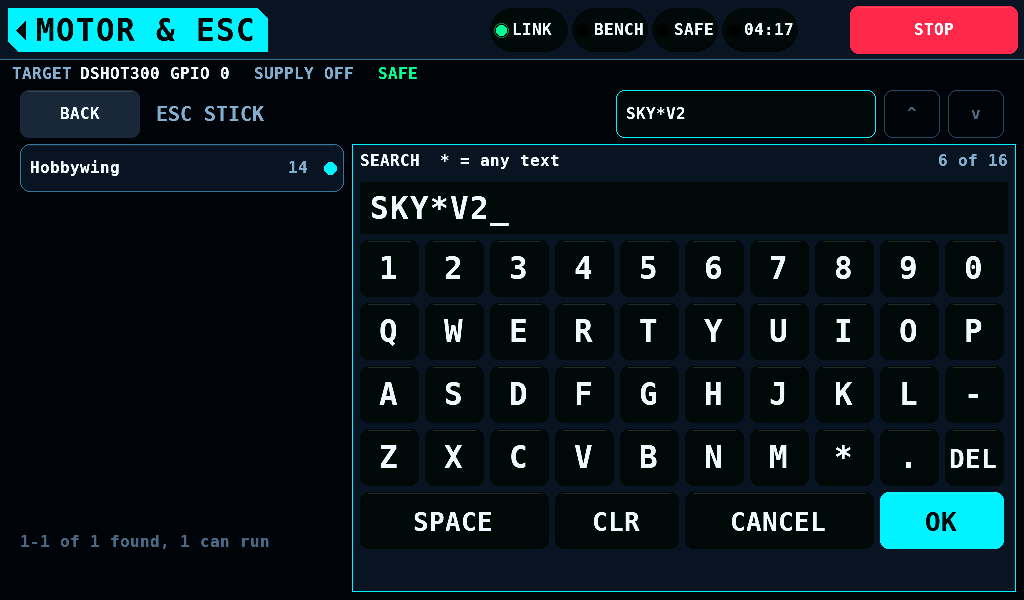 MOTOR & ESC
LINK
BENCH
SAFE
04:17
STOP
TARGET DSHOT300 GPIO 0 SUPPLY OFF SAFE
BACK
ESC STICK
SKY*V2
^
v
Hobbywing 14
SEARCH * = any text
6 of 16
SKY*V2_
1 2 3 4 5 6 7 8 9 0
Q W E R T Y U I O P
A S D F G H J K L -
Z X C V B N M * . DEL
SPACE CLR CANCEL OK
1-1 of 1 found, 1 can run